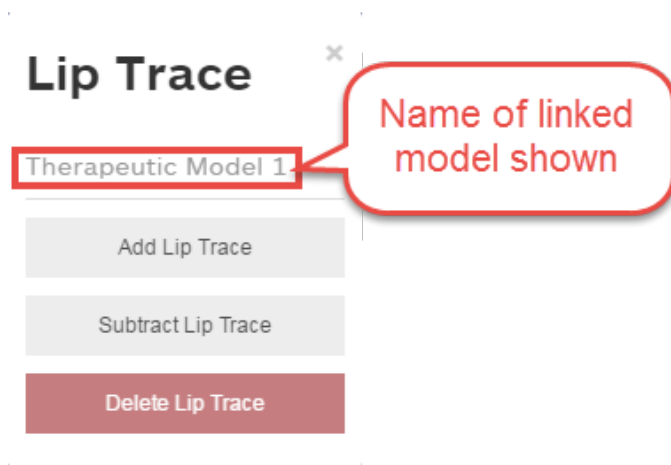 Lip Trace
×
Name of linked
model shown
Therapeutic Model 1
Add Lip Trace
Subtract Lip Trace
Delete Lip Trace